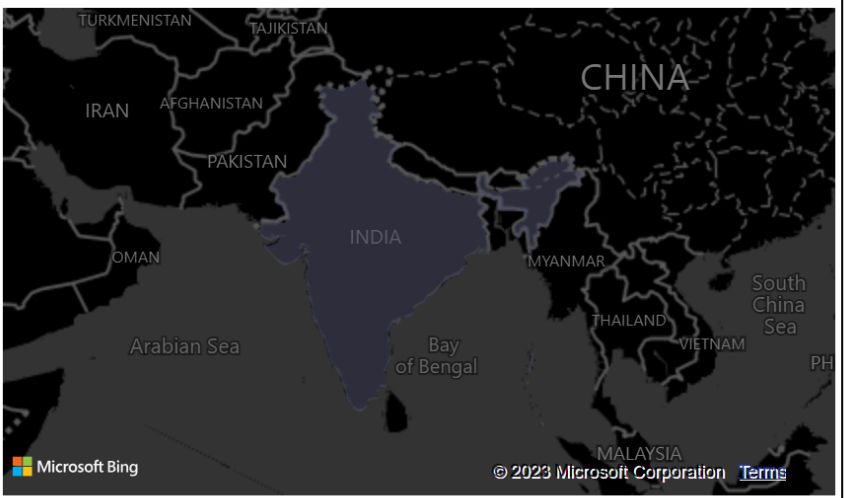 TURKMENISTAN
TAJIKISTAN
CHINA
IRAN
AFGHANISTAN
PAKISTAN
INDIA
OMAN
MYANMAR
South
China
Sea
THAILAND
VIETNAM
Arabian Sea
Bay
of Bengal
PH
MALAYSIA
Microsoft Bing
© 2023 Microsoft Corporation Terms